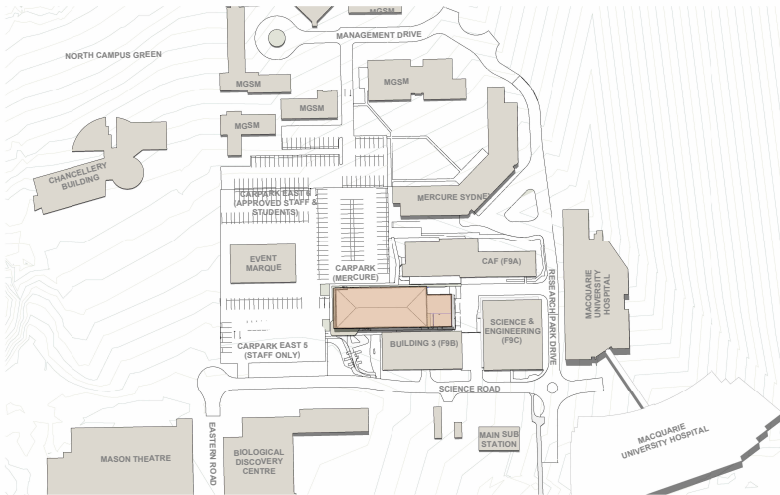 MGSM
MANAGEMENT DRIVE
NORTH CAMPUS GREEN
MGSM
MGSM
MGSM
MGSM
CHANCELLERY
BUILDING
CARPARK EAST 6
(APPROVED STAFF &
STUDENTS)
MERCURE SYDNEY
EVENT
MARQUE
CARPARK
(MERCURE)
CAF (F9A)
RESEARCH PARK DRIVE
MACQUARIE
UNIVERSITY
HOSPITAL
SCIENCE &
ENGINEERING
(F9C)
CARPARK EAST 5
(STAFF ONLY)
BUILDING 3 (F9B)
SCIENCE ROAD
EASTERN ROAD
MASON THEATRE
BIOLOGICAL
DISCOVERY
CENTRE
MAIN SUB
STATION
MACQUARIE
UNIVERSITY HOSPITAL